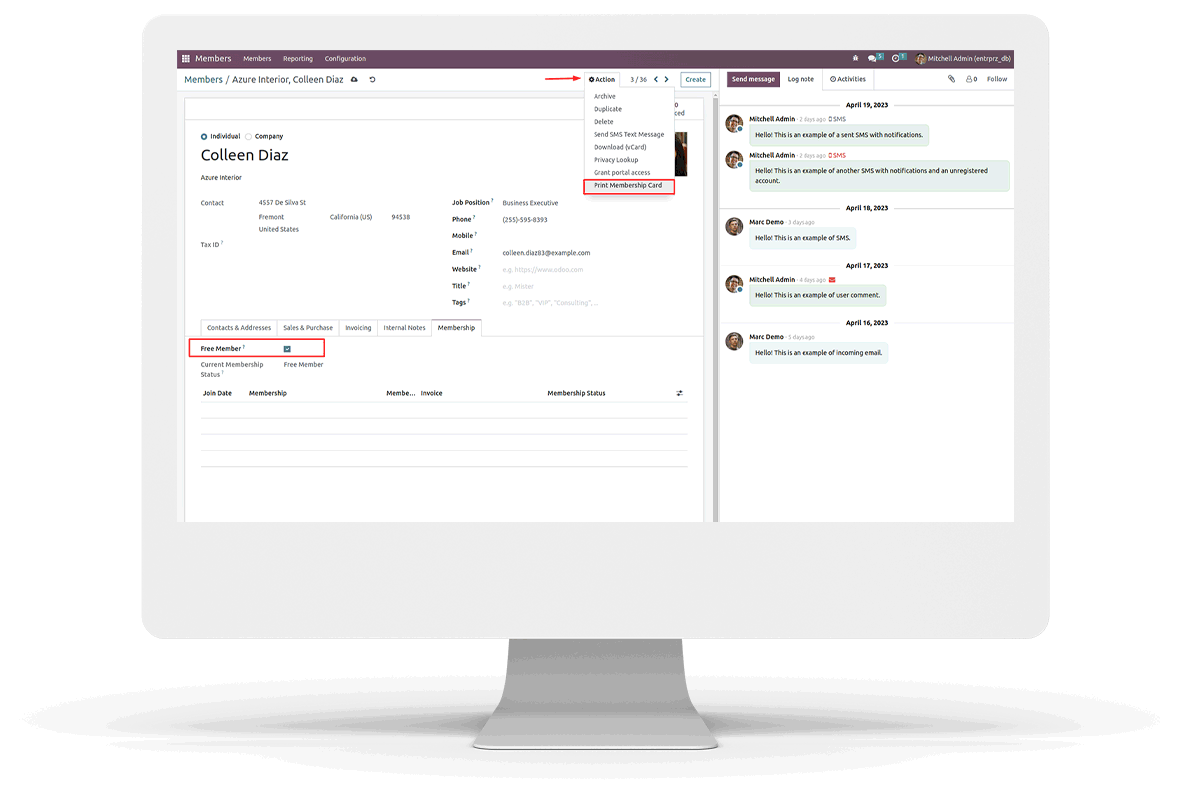 Members Members Reporting Configuration 5 1 Mitchell Admin (entrprz_db)
Members / Azure Interior, Colleen Diaz
Action 3 / 36 Create
Archive
Duplicate
Delete
Send SMS Text Message
Download (vCard)
Privacy Lookup
Grant portal access
Print Membership Card
Individual Company
Colleen Diaz
Azure Interior
Contact 4557 De Silva St
Fremont California (US) 94538
United States
Tax ID ?
Job Position ? Business Executive
Phone ? (255)-595-8393
Mobile ?
Email ? colleen.diaz83@example.com
Website ? e.g. https://www.odoo.com
Title ? e.g. Mister
Tags ? e.g. "B2B", "VIP", "Consulting", ...
Contacts & Addresses Sales & Purchase Invoicing Internal Notes Membership
Free Member ?
Current Membership Free Member
Status ?
Join Date Membership Membe... Invoice Membership Status
Send message Log note Activities 0 Follow
April 19, 2023
Mitchell Admin - 2 days ago SMS
Hello! This is an example of a sent SMS with notifications.
Mitchell Admin - 2 days ago SMS
Hello! This is an example of another SMS with notifications and an unregistered
account.
April 18, 2023
Marc Demo - 3 days ago
Hello! This is an example of SMS.
April 17, 2023
Mitchell Admin - 4 days ago
Hello! This is an example of user comment.
April 16, 2023
Marc Demo - 5 days ago
Hello! This is an example of incoming email.